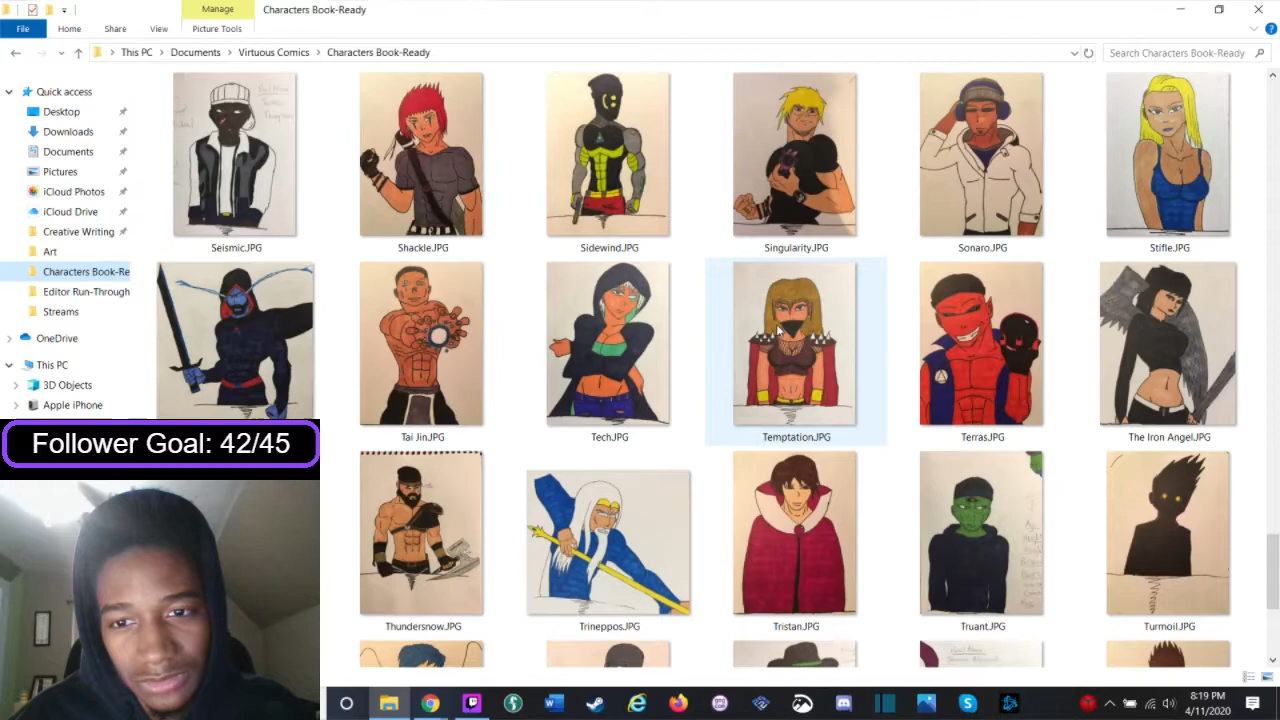 Manage
Characters Book-Ready
File
Home
Share
View
Picture Tools
This PC > Documents > Virtuous Comics > Characters Book-Ready
Search Characters Book-Ready
Quick access
Desktop
Downloads
Documents
Pictures
iCloud Photos
iCloud Drive
Creative Writing
Art
Characters Book-Re
Editor Run-Through
Streams
OneDrive
This PC
3D Objects
Apple iPhone
Seismic.JPG
Shackle.JPG
Sidewind.JPG
Singularity.JPG
Sonaro.JPG
Stifle.JPG
Tai Jin.JPG
Tech.JPG
Temptation.JPG
Terras.JPG
The Iron Angel.JPG
Follower Goal: 42/45
Thundersnow.JPG
Trineppos.JPG
Tristan.JPG
Truant.JPG
Turmoil.JPG
8:19 PM
4/11/2020